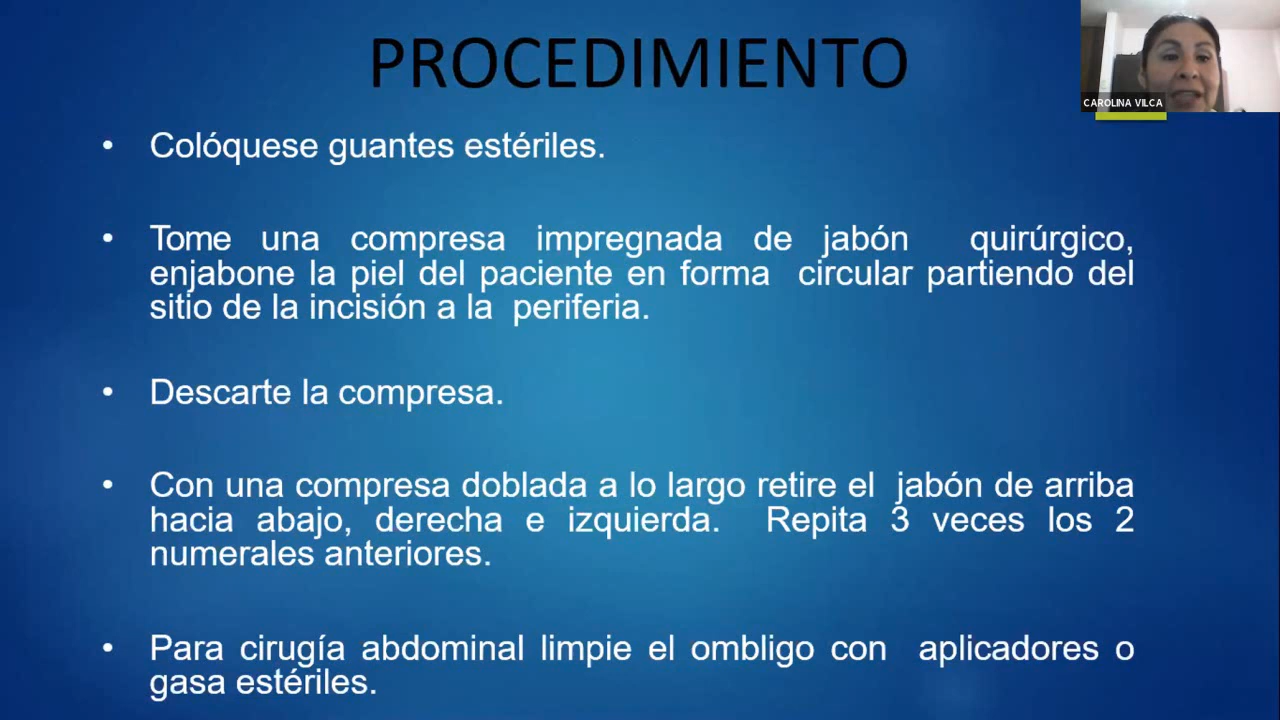 PROCEDIMIENTO
CAROLINA VILCA
• Colóquese guantes estériles.
• Tome una compresa impregnada de jabón quirúrgico,
enjabone la piel del paciente en forma circular partiendo del
sitio de la incisión a la periferia.
• Descarte la compresa.
• Con una compresa doblada a lo largo retire el jabón de arriba
hacia abajo, derecha e izquierda. Repita 3 veces los 2
numerales anteriores.
• Para cirugía abdominal limpie el ombligo con aplicadores o
gasa estériles.